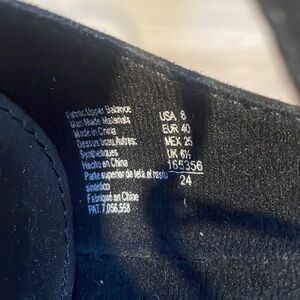 Fabric Upper Balance
Man Made Materials
Made in China
Dessus tissu, Autres:
Synthétiques
Hecho en China
Parte superior de tela, el resto
sintético
Fabriqué en Chine
PAT. 7,056,558
USA 8
EUR 40
MEX 25
UK 6½
165356
24